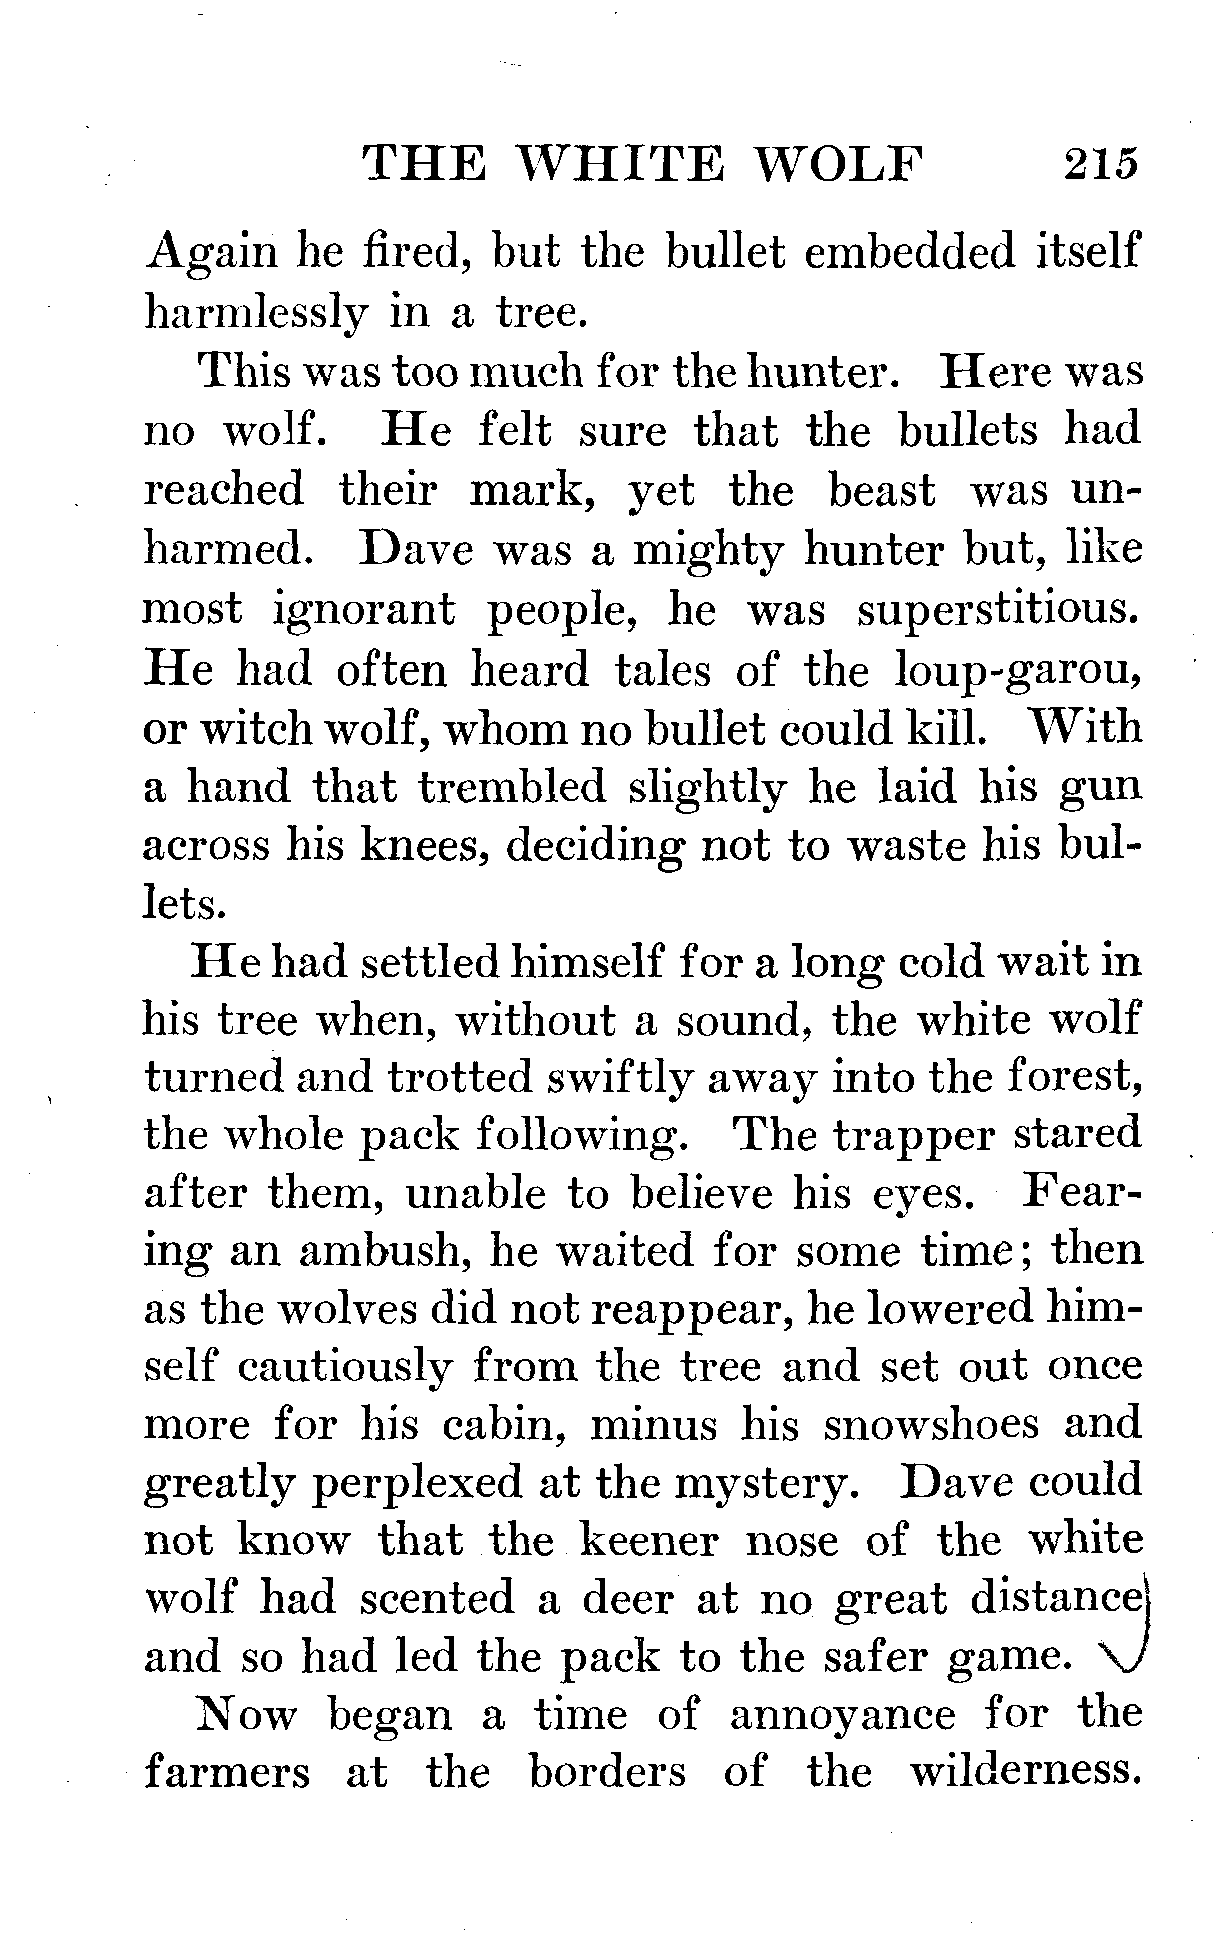 THE WHITE WOLF 215
Again he fired, but the bullet embedded itself
harmlessly in a tree.
This was too much for the hunter. Here was
no wolf. He felt sure that the bullets had
reached their mark, yet the beast was un-
harmed. Dave was a mighty hunter but, like
most ignorant people, he was superstitious.
He had often heard tales of the loup-garou,
or witch wolf, whom no bullet could kill. With
a hand that trembled slightly he laid his gun
across his knees, deciding not to waste his bul-
lets.
He had settled himself for a long cold wait in
his tree when, without a sound, the white wolf
turned and trotted swiftly away into the forest,
the whole pack following. The trapper stared
after them, unable to believe his eyes. Fear-
ing an ambush, he waited for some time; then
as the wolves did not reappear, he lowered him-
self cautiously from the tree and set out once
more for his cabin, minus his snowshoes and
greatly perplexed at the mystery. Dave could
not know that the keener nose of the white
wolf had scented a deer at no great distance
and so had led the pack to the safer game.
Now began a time of annoyance for the
farmers at the borders of the wilderness.